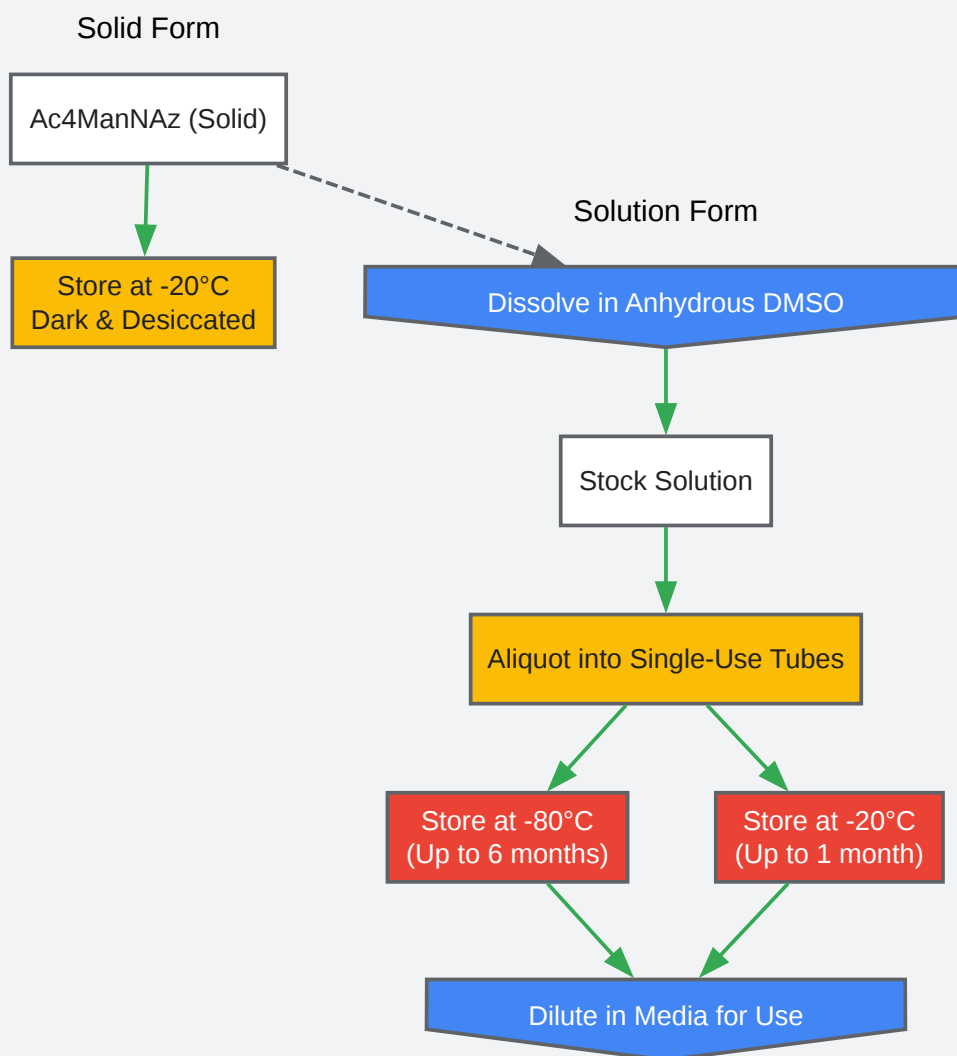 Solid Form
Ac4ManNAz (Solid)
Store at -20°C
Dark & Desiccated
Solution Form
Dissolve in Anhydrous DMSO
Stock Solution
Aliquot into Single-Use Tubes
Store at -80°C
(Up to 6 months)
Store at -20°C
(Up to 1 month)
Dilute in Media for Use